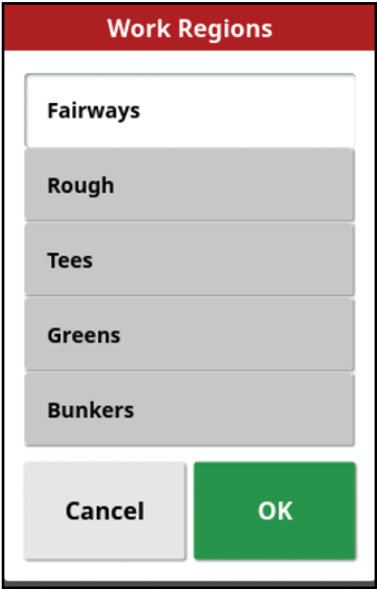 Work Regions
Fairways
Rough
Tees
Greens
Bunkers
Cancel
OK